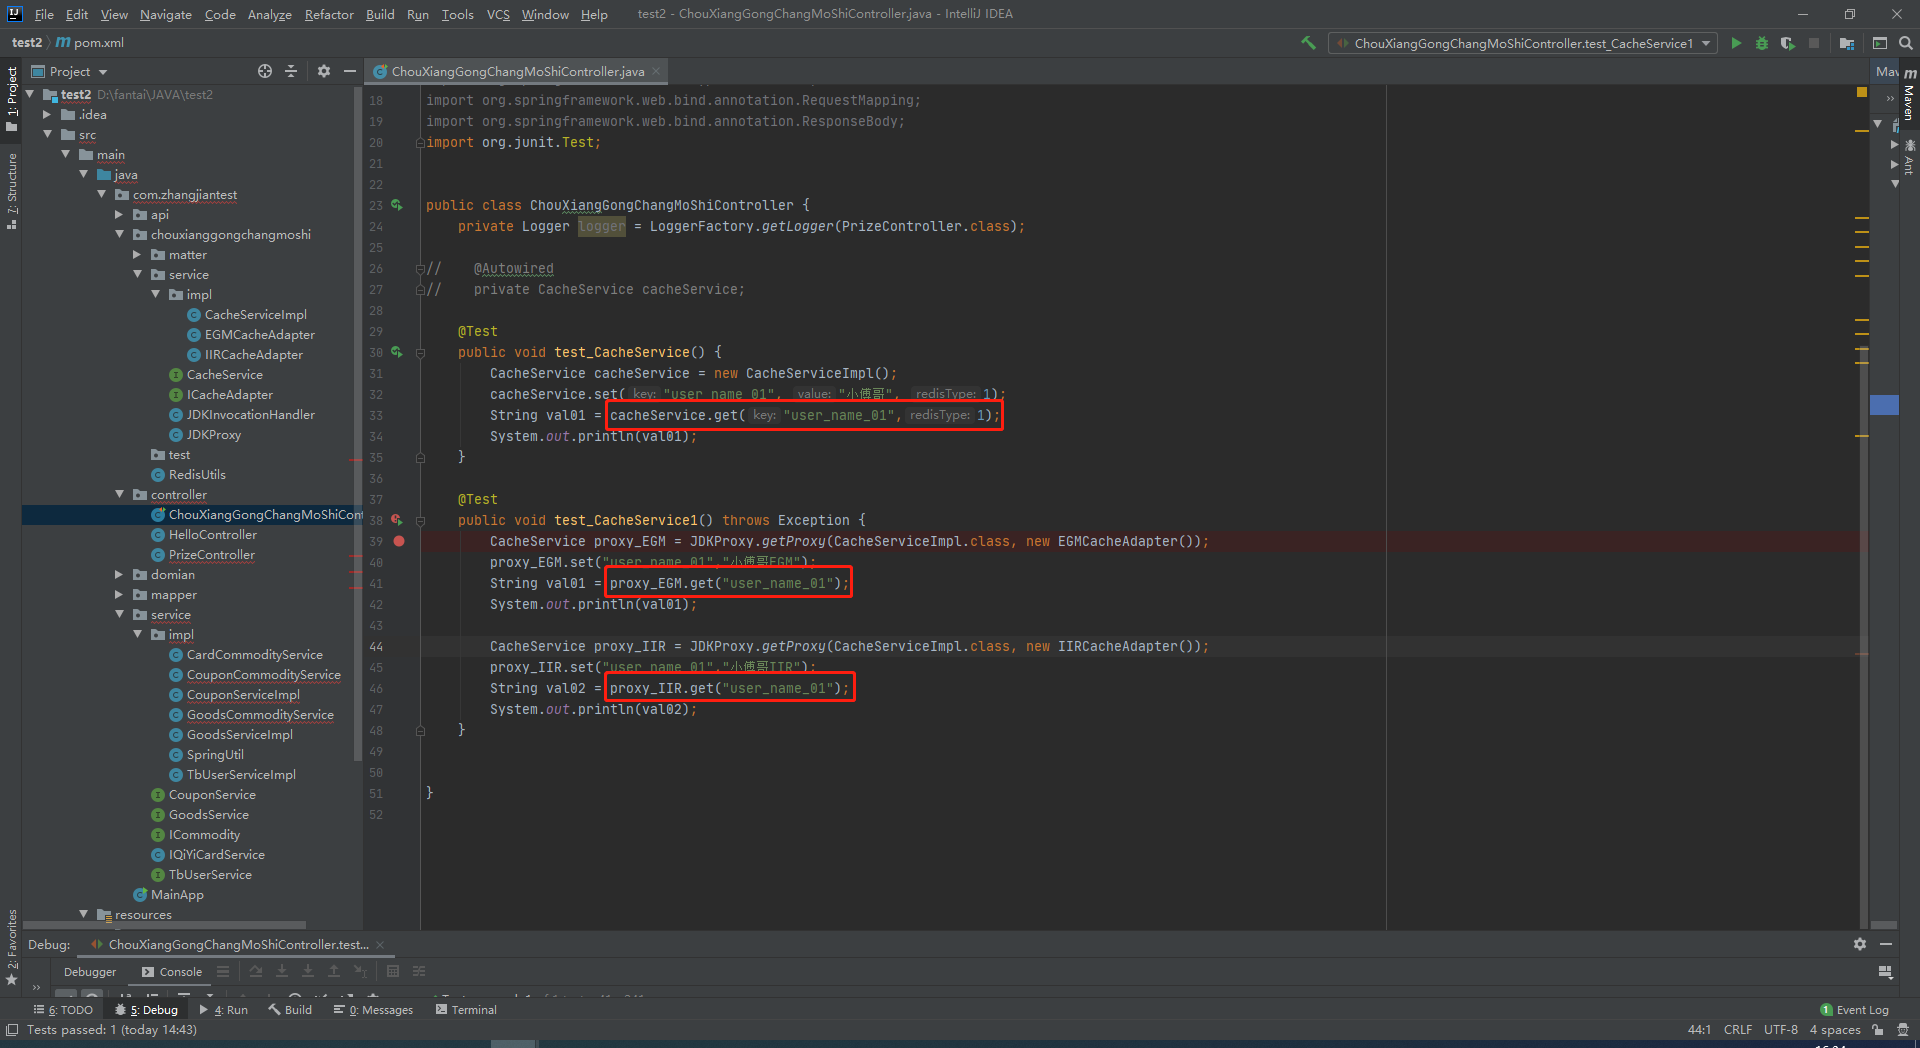 File Edit View Navigate Code Analyze Refactor Build Run Tools VCS Window Help test2 - ChouXiangGongChangMoShiController.java - IntelliJ IDEA
test2 pom.xml ChouXiangGongChangMoShiController.test_CacheService1
Project ChouXiangGongChangMoShiController.java
1: Project
7: Structure
2: Favorites
test2 D:\fantai\JAVA\test2
.idea
src
main
java
com.zhangjiantest
api
chouxianggongchangmoshi
matter
service
impl
CacheServiceImpl
EGMCacheAdapter
IIRCacheAdapter
CacheService
ICacheAdapter
JDKInvocationHandler
JDKProxy
test
RedisUtils
controller
ChouXiangGongChangMoShiCont
HelloController
PrizeController
domian
mapper
service
impl
CardCommodityService
CouponCommodityService
CouponServiceImpl
GoodsCommodityService
GoodsServiceImpl
SpringUtil
TbUserServiceImpl
CouponService
GoodsService
ICommodity
IQiYiCardService
TbUserService
MainApp
resources
18 import org.springframework.web.bind.annotation.RequestMapping;
19 import org.springframework.web.bind.annotation.ResponseBody;
20 import org.junit.Test;
21
22
23 public class ChouXiangGongChangMoShiController {
24 private Logger logger = LoggerFactory.getLogger(PrizeController.class);
25
26 // @Autowired
27 // private CacheService cacheService;
28
29 @Test
30 public void test_CacheService() {
31 CacheService cacheService = new CacheServiceImpl();
32 cacheService.set( key: "user_name_01", value: "小傅哥", redisType: 1);
33 String val01 = cacheService.get( key: "user_name_01", redisType: 1);
34 System.out.println(val01);
35 }
36
37 @Test
38 public void test_CacheService1() throws Exception {
39 CacheService proxy_EGM = JDKProxy.getProxy(CacheServiceImpl.class, new EGMCacheAdapter());
40 proxy_EGM.set("user_name_01","小傅哥EGM");
41 String val01 = proxy_EGM.get("user_name_01");
42 System.out.println(val01);
43
44 CacheService proxy_IIR = JDKProxy.getProxy(CacheServiceImpl.class, new IIRCacheAdapter());
45 proxy_IIR.set("user_name_01","小傅哥IIR");
46 String val02 = proxy_IIR.get("user_name_01");
47 System.out.println(val02);
48 }
49
50
51 }
52
Mav
Maven
Ant
Debug: ChouXiangGongChangMoShiController.test...
Debugger Console
6: TODO 5: Debug 4: Run Build 0: Messages Terminal 1 Event Log
Tests passed: 1 (today 14:43) 44:1 CRLF UTF-8 4 spaces